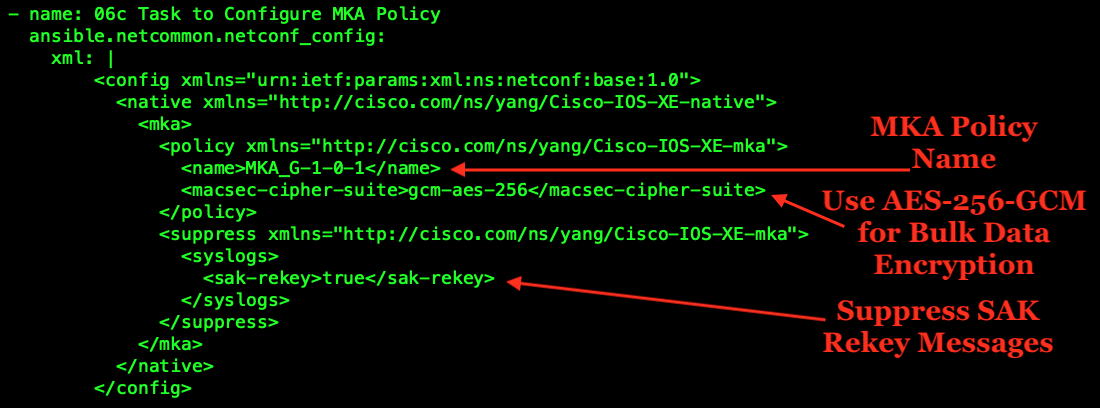 - name: 06c Task to Configure MKA Policy
  ansible.netcommon.netconf_config:
    xml: |
        <config xmlns="urn:ietf:params:xml:ns:netconf:base:1.0">
          <native xmlns="http://cisco.com/ns/yang/Cisco-IOS-XE-native">
            <mka>
              <policy xmlns="http://cisco.com/ns/yang/Cisco-IOS-XE-mka">
                <name>MKA_G-1-0-1</name>
                <macsec-cipher-suite>gcm-aes-256</macsec-cipher-suite>
              </policy>
              <suppress xmlns="http://cisco.com/ns/yang/Cisco-IOS-XE-mka">
                <syslogs>
                  <sak-rekey>true</sak-rekey>
                </syslogs>
              </suppress>
            </mka>
          </native>
        </config>
MKA Policy
Name
Use AES-256-GCM
for Bulk Data
Encryption
Suppress SAK
Rekey Messages